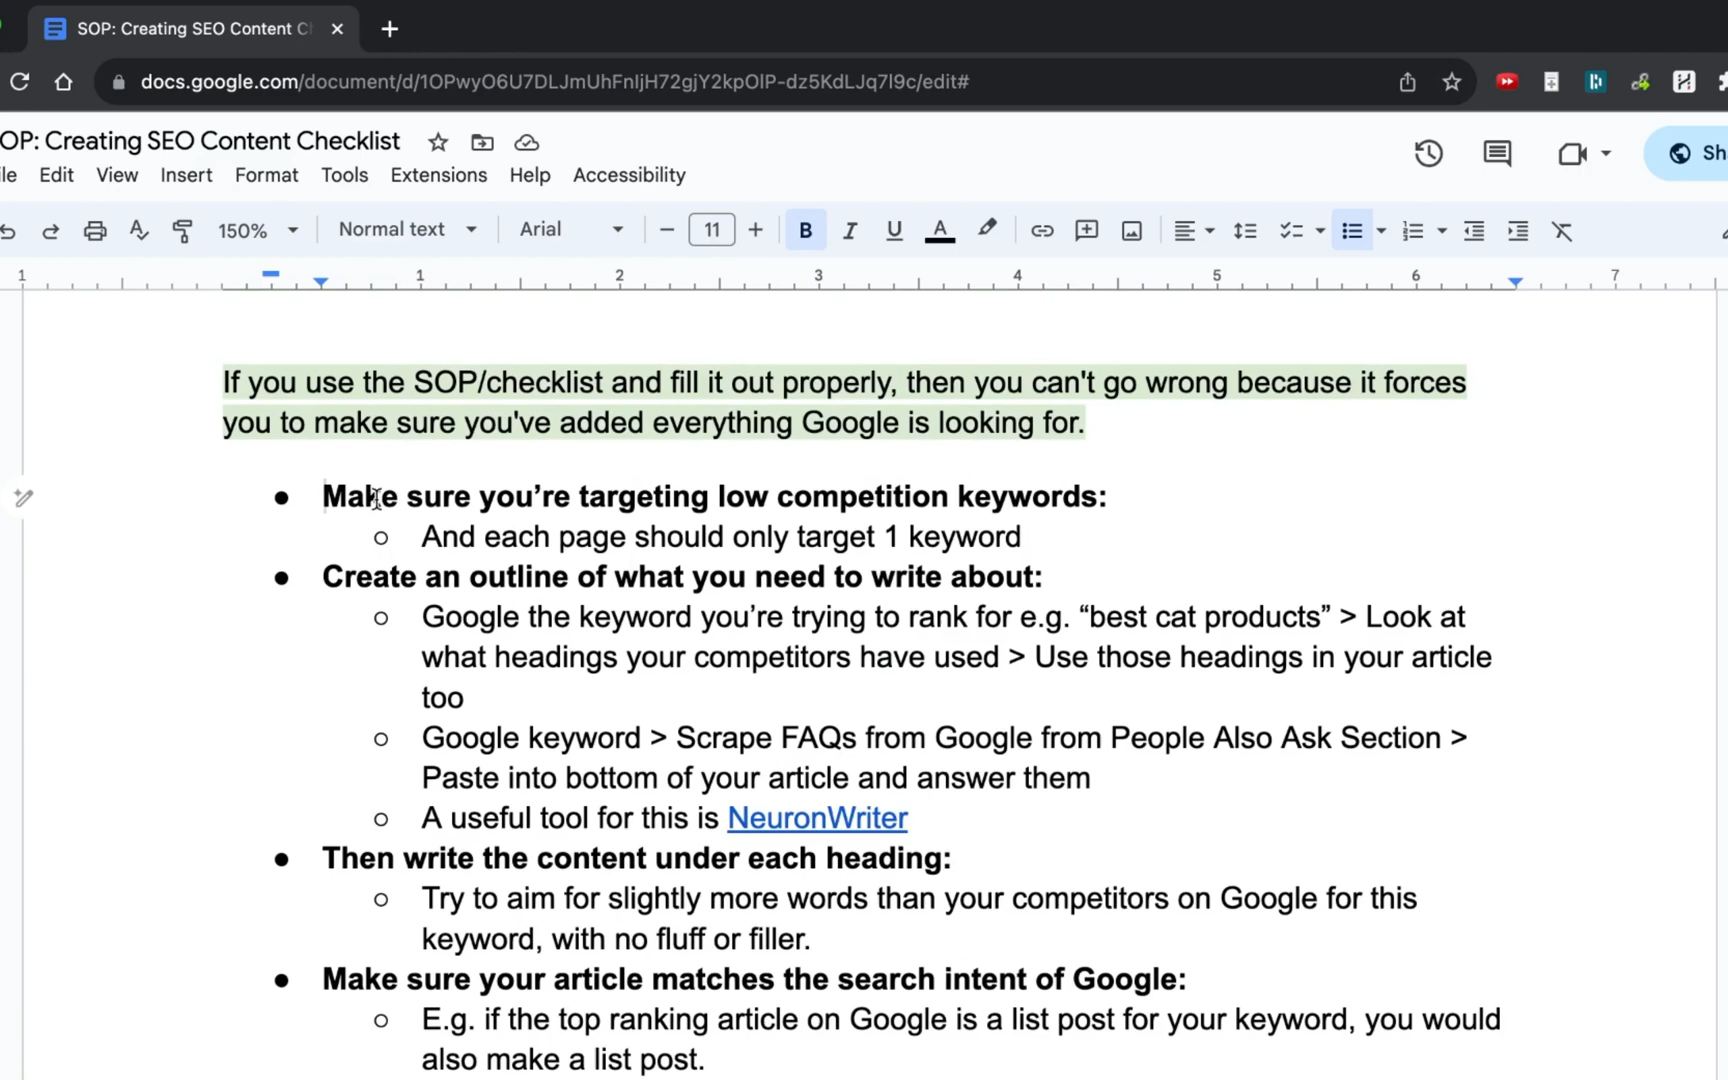 SOP: Creating SEO Content C
docs.google.com/document/d/1OPwyO6U7DLJmUhFnIjH72gjY2kpOlP-dz5KdLJq7l9c/edit#
OP: Creating SEO Content Checklist
le Edit View Insert Format Tools Extensions Help Accessibility
Sh
150% Normal text Arial 11 B I U A
1 1 2 3 4 5 6 7
If you use the SOP/checklist and fill it out properly, then you can't go wrong because it forces
you to make sure you've added everything Google is looking for.
● Make sure you’re targeting low competition keywords:
○ And each page should only target 1 keyword
● Create an outline of what you need to write about:
○ Google the keyword you’re trying to rank for e.g. “best cat products” > Look at
what headings your competitors have used > Use those headings in your article
too
○ Google keyword > Scrape FAQs from Google from People Also Ask Section >
Paste into bottom of your article and answer them
○ A useful tool for this is NeuronWriter
● Then write the content under each heading:
○ Try to aim for slightly more words than your competitors on Google for this
keyword, with no fluff or filler.
● Make sure your article matches the search intent of Google:
○ E.g. if the top ranking article on Google is a list post for your keyword, you would
also make a list post.